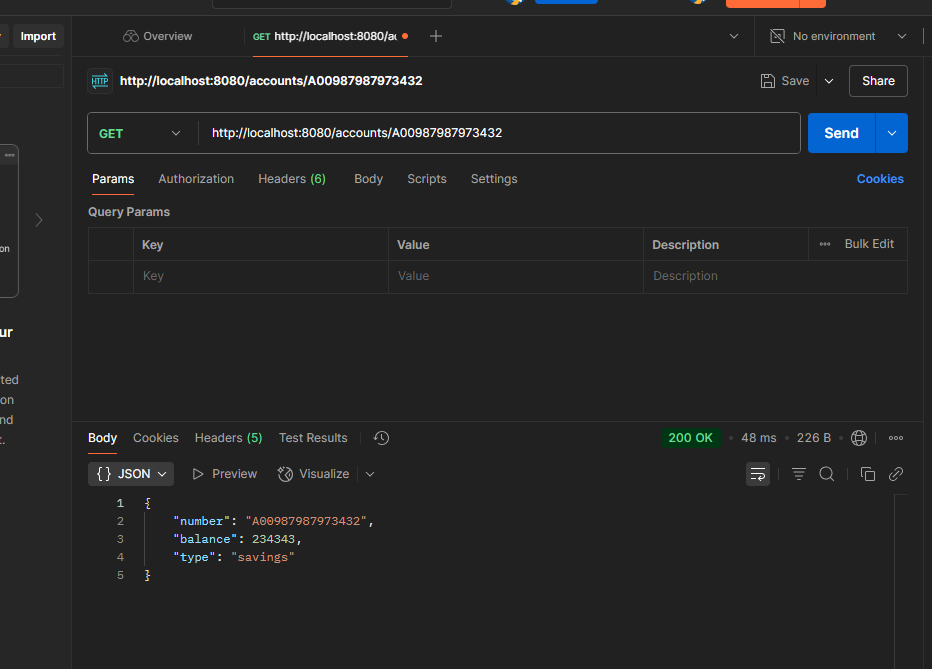 Import
Overview
GET http://localhost:8080/ac
No environment
HTTP http://localhost:8080/accounts/A00987987973432
Save
Share
GET
http://localhost:8080/accounts/A00987987973432
Send
Params
Authorization
Headers (6)
Body
Scripts
Settings
Cookies
Query Params
Key
Value
Description
Bulk Edit
Key
Value
Description
on
ur
ted
on
nd
t.
Body
Cookies
Headers (5)
Test Results
200 OK
48 ms
226 B
{} JSON
Preview
Visualize
1 {
2 "number": "A00987987973432",
3 "balance": 234343,
4 "type": "savings"
5 }